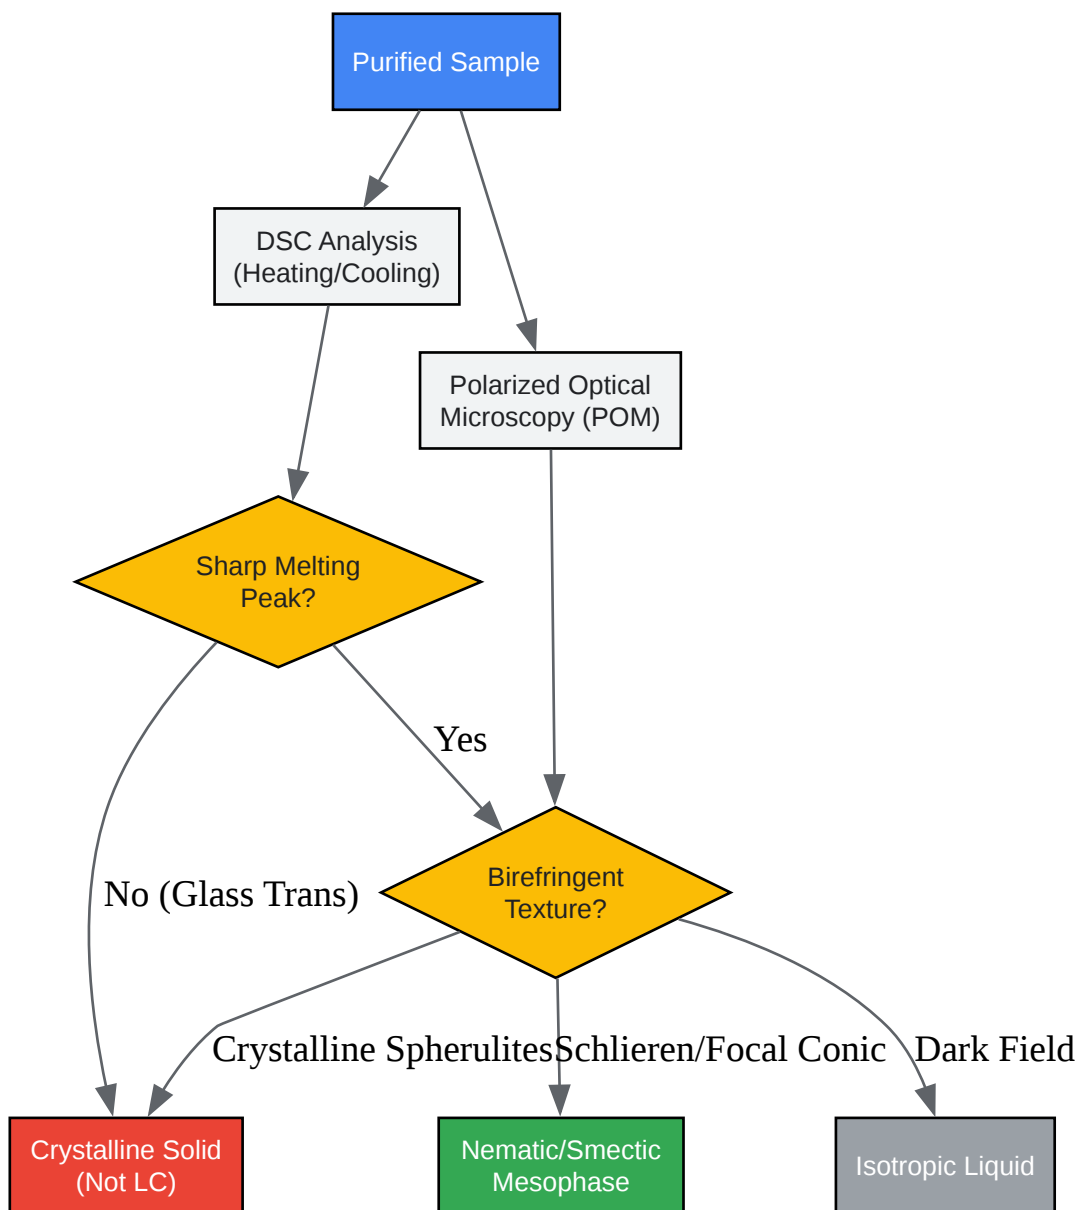 Purified Sample
DSC Analysis
(Heating/Cooling)
Polarized Optical
Microscopy (POM)
Sharp Melting
Peak?
Yes
No (Glass Trans)
Birefringent
Texture?
Crystalline Spherulites
Schlieren/Focal Conic
Dark Field
Crystalline Solid
(Not LC)
Nematic/Smectic
Mesophase
Isotropic Liquid